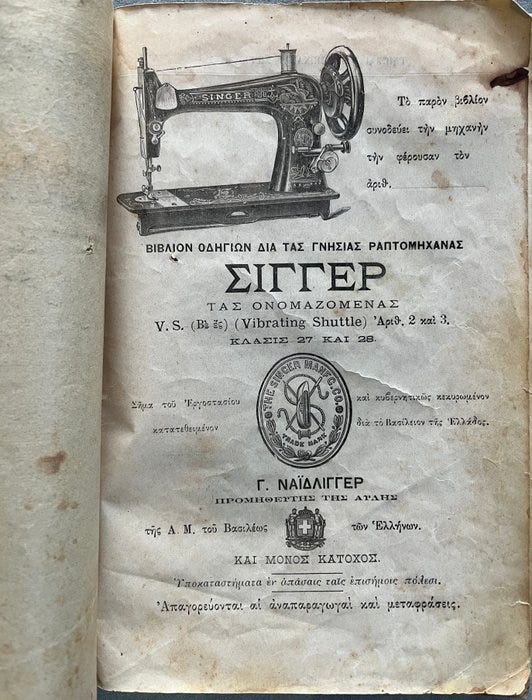 SINGER
Τὸ παρὸν βιβλίον
συνοδεύει τὴν μηχανὴν
τὴν φέρουσαν τὸν
ἀριθ.
ΒΙΒΛΙΟΝ ΟΔΗΓΙΩΝ ΔΙΑ ΤΑΣ ΓΝΗΣΙΑΣ ΡΑΠΤΟΜΗΧΑΝΑΣ
ΣΙΓΓΕΡ
ΤΑΣ ΟΝΟΜΑΖΟΜΕΝΑΣ
V. S. (Βῦ ἒς) (Vibrating Shuttle) Ἀριθ. 2 καὶ 3.
ΚΛΑΣΙΣ 27 ΚΑΙ 28.
THE SINGER MANFG. CO.
TRADE MARK
Σῆμα τοῦ Ἐργοστασίου
κατατεθειμένον
καὶ κυβερνητικῶς κεκυρωμένον
διὰ τὸ Βασίλειον τῆς Ἑλλάδος.
Γ. ΝΑΪΔΛΙΓΓΕΡ
ΠΡΟΜΗΘΕΥΤΗΣ ΤΗΣ ΑΥΛΗΣ
τῆς Α. Μ. τοῦ Βασιλέως τῶν Ἑλλήνων.
ΚΑΙ ΜΟΝΟΣ ΚΑΤΟΧΟΣ.
Ὑποκαταστήματα ἐν ἁπάσαις ταῖς ἐπισήμοις πόλεσι.
Ἀπαγορεύονται αἱ ἀναπαραγωγαὶ καὶ μεταφράσεις.